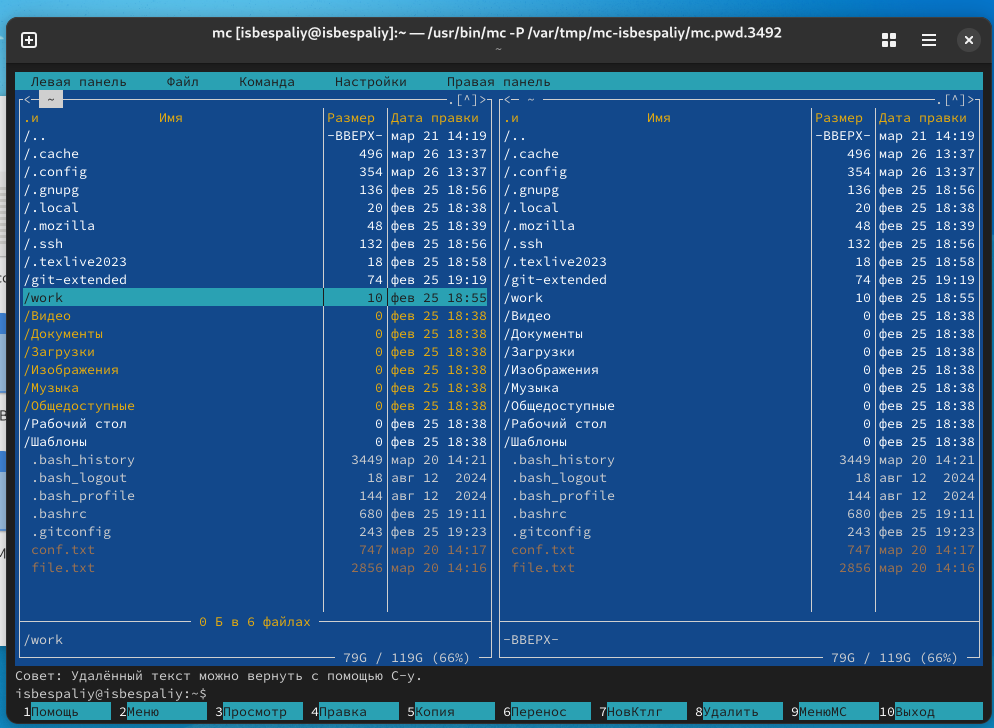 mc [isbespaliy@isbespaliy]:~ — /usr/bin/mc -P /var/tmp/mc-isbespaliy/mc.pwd.3492
~
Левая панель Файл Команда Настройки Правая панель
<─ ~ ─.[^]>
.и Имя Размер Дата правки
/.. -ВВЕРХ- мар 21 14:19
/.cache 496 мар 26 13:37
/.config 354 мар 26 13:37
/.gnupg 136 фев 25 18:56
/.local 20 фев 25 18:38
/.mozilla 48 фев 25 18:39
/.ssh 132 фев 25 18:56
/.texlive2023 18 фев 25 18:58
/git-extended 74 фев 25 19:19
/work 10 фев 25 18:55
/Видео 0 фев 25 18:38
/Документы 0 фев 25 18:38
/Загрузки 0 фев 25 18:38
/Изображения 0 фев 25 18:38
/Музыка 0 фев 25 18:38
/Общедоступные 0 фев 25 18:38
/Рабочий стол 0 фев 25 18:38
/Шаблоны 0 фев 25 18:38
.bash_history 3449 мар 20 14:21
.bash_logout 18 авг 12 2024
.bash_profile 144 авг 12 2024
.bashrc 680 фев 25 19:11
.gitconfig 243 фев 25 19:23
conf.txt 747 мар 20 14:17
file.txt 2856 мар 20 14:16
0 Б в 6 файлах
/work
79G / 119G (66%)
<─ ~ ─.[^]>
.и Имя Размер Дата правки
/.. -ВВЕРХ- мар 21 14:19
/.cache 496 мар 26 13:37
/.config 354 мар 26 13:37
/.gnupg 136 фев 25 18:56
/.local 20 фев 25 18:38
/.mozilla 48 фев 25 18:39
/.ssh 132 фев 25 18:56
/.texlive2023 18 фев 25 18:58
/git-extended 74 фев 25 19:19
/work 10 фев 25 18:55
/Видео 0 фев 25 18:38
/Документы 0 фев 25 18:38
/Загрузки 0 фев 25 18:38
/Изображения 0 фев 25 18:38
/Музыка 0 фев 25 18:38
/Общедоступные 0 фев 25 18:38
/Рабочий стол 0 фев 25 18:38
/Шаблоны 0 фев 25 18:38
.bash_history 3449 мар 20 14:21
.bash_logout 18 авг 12 2024
.bash_profile 144 авг 12 2024
.bashrc 680 фев 25 19:11
.gitconfig 243 фев 25 19:23
conf.txt 747 мар 20 14:17
file.txt 2856 мар 20 14:16
-ВВЕРХ-
79G / 119G (66%)
Совет: Удалённый текст можно вернуть с помощью C-y.
isbespaliy@isbespaliy:~$
1Помощь 2Меню 3Просмотр 4Правка 5Копия 6Перенос 7НовКтлг 8Удалить 9МенюMC 10Выход